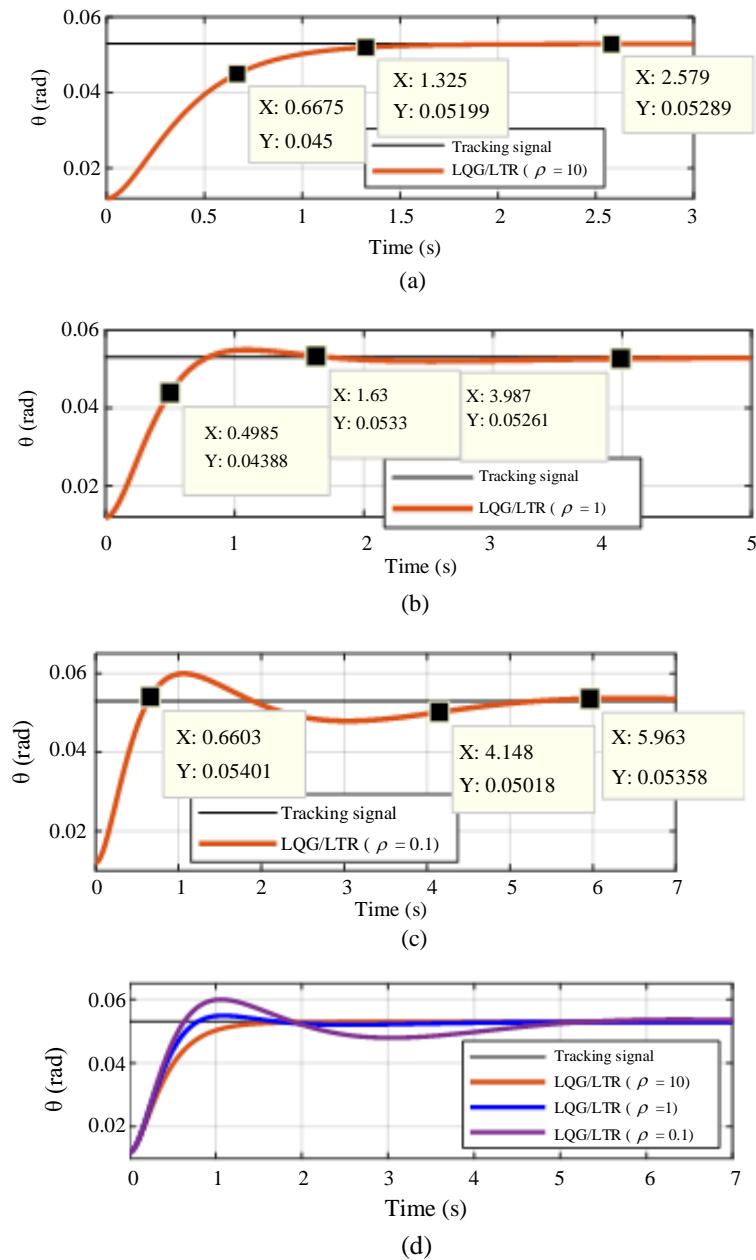 0.06
0.04
0.02
θ (rad)
X: 0.6675
Y: 0.045
X: 1.325
Y: 0.05199
X: 2.579
Y: 0.05289
Tracking signal
LQG/LTR ( ρ = 10)
0 0.5 1 1.5 2 2.5 3
Time (s)
(a)
0.06
0.04
0.02
θ (rad)
X: 0.4985
Y: 0.04388
X: 1.63
Y: 0.0533
X: 3.987
Y: 0.05261
Tracking signal
LQG/LTR ( ρ = 1)
0 1 2 3 4 5
Time (s)
(b)
0.06
0.04
0.02
θ (rad)
X: 0.6603
Y: 0.05401
X: 4.148
Y: 0.05018
X: 5.963
Y: 0.05358
Tracking signal
LQG/LTR ( ρ = 0.1)
0 1 2 3 4 5 6 7
Time (s)
(c)
0.06
0.04
0.02
θ (rad)
Tracking signal
LQG/LTR ( ρ = 10)
LQG/LTR ( ρ =1)
LQG/LTR ( ρ = 0.1)
0 1 2 3 4 5 6 7
Time (s)
(d)